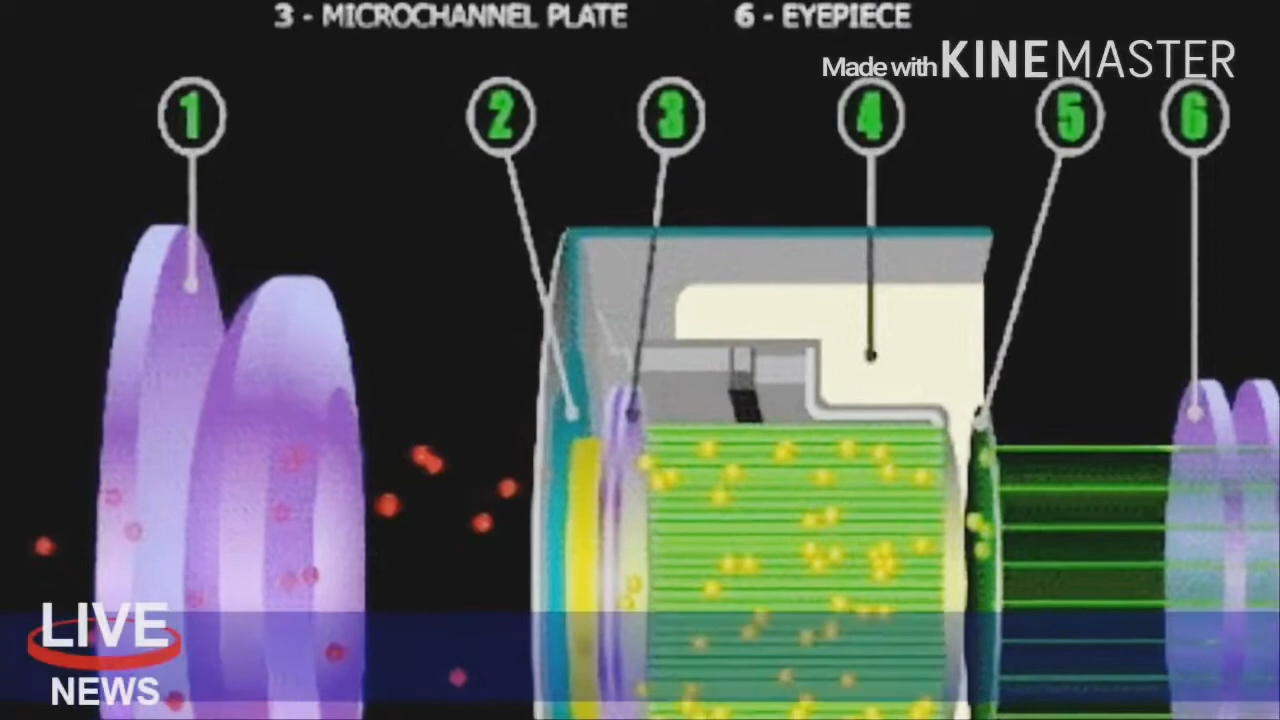 3 - MICROCHANNEL PLATE 6 - EYEPIECE
Made with KINEMASTER
1 2 3 4 5 6
LIVE
NEWS